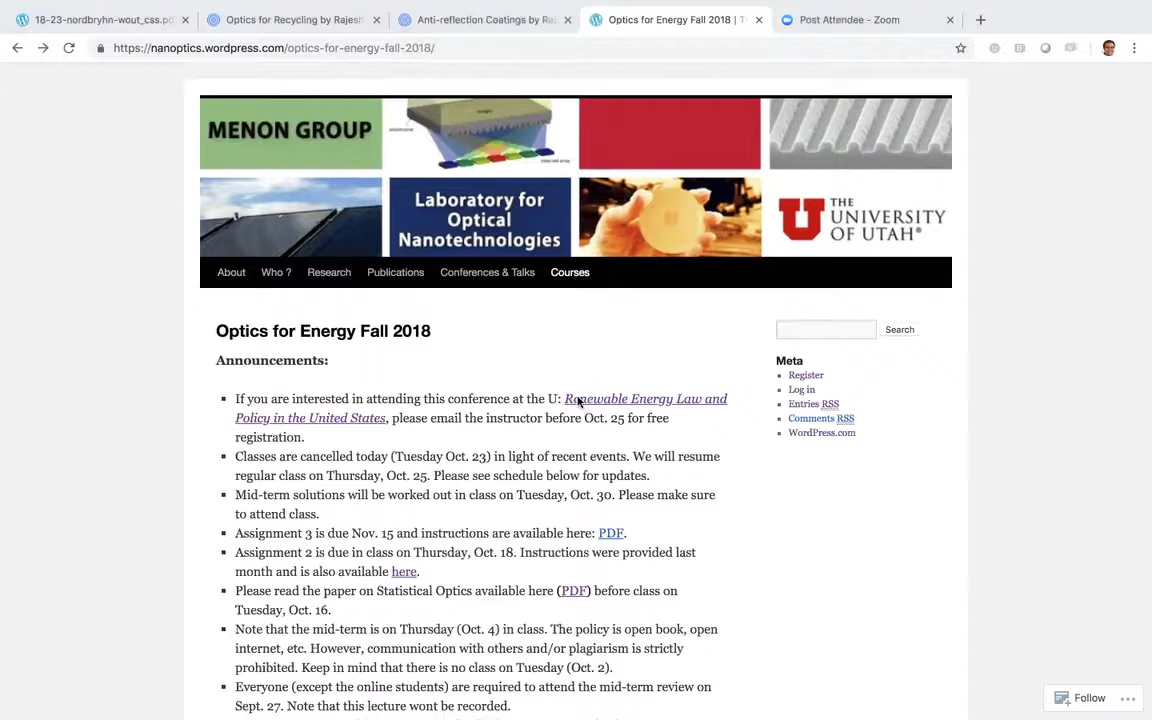 18-23-nordbryhn-wout_css.pd
Optics for Recycling by Rajesh
Anti-reflection Coatings by Raj
Optics for Energy Fall 2018 | T
Post Attendee - Zoom
https://nanoptics.wordpress.com/optics-for-energy-fall-2018/
MENON GROUP
Laboratory for
Optical
Nanotechnologies
THE
UNIVERSITY
OF UTAH®
About Who ? Research Publications Conferences & Talks Courses
Optics for Energy Fall 2018
Announcements:
If you are interested in attending this conference at the U: Renewable Energy Law and
Policy in the United States, please email the instructor before Oct. 25 for free
registration.
Classes are cancelled today (Tuesday Oct. 23) in light of recent events. We will resume
regular class on Thursday, Oct. 25. Please see schedule below for updates.
Mid-term solutions will be worked out in class on Tuesday, Oct. 30. Please make sure
to attend class.
Assignment 3 is due Nov. 15 and instructions are available here: PDF.
Assignment 2 is due in class on Thursday, Oct. 18. Instructions were provided last
month and is also available here.
Please read the paper on Statistical Optics available here (PDF) before class on
Tuesday, Oct. 16.
Note that the mid-term is on Thursday (Oct. 4) in class. The policy is open book, open
internet, etc. However, communication with others and/or plagiarism is strictly
prohibited. Keep in mind that there is no class on Tuesday (Oct. 2).
Everyone (except the online students) are required to attend the mid-term review on
Sept. 27. Note that this lecture wont be recorded.
Search
Meta
Register
Log in
Entries RSS
Comments RSS
WordPress.com
Follow